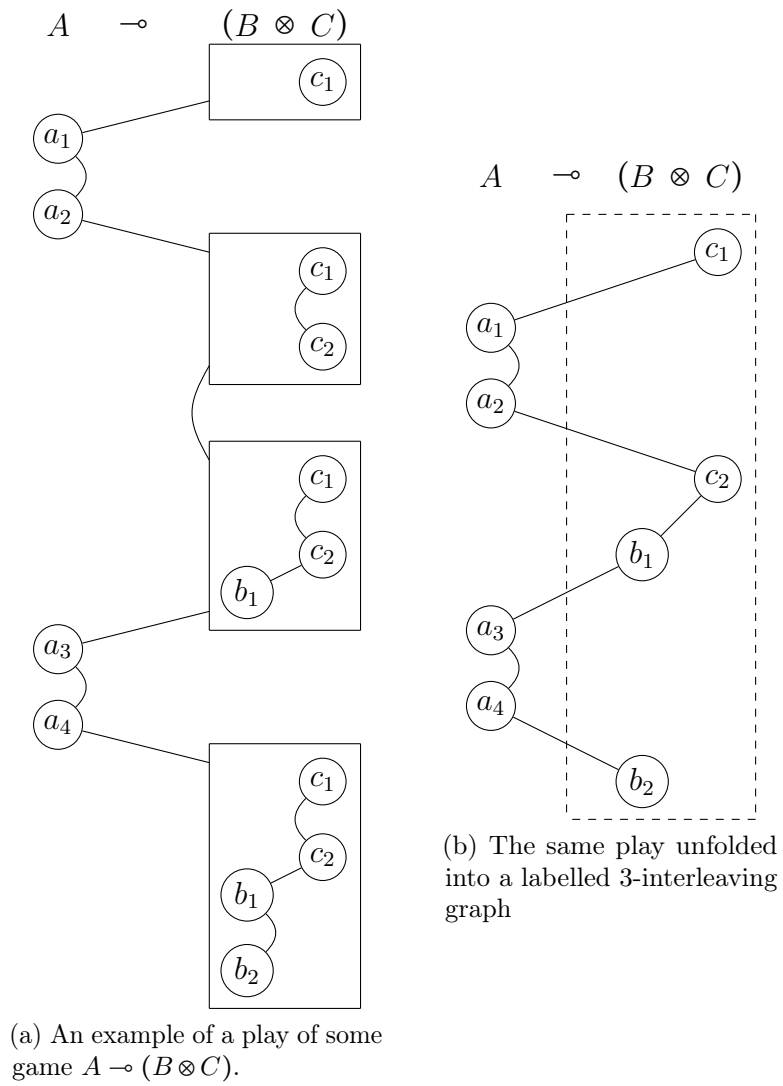 A ⊸ (B ⊗ C)
c₁
a₁
a₂
c₁
c₂
c₁
c₂
b₁
a₃
a₄
c₁
c₂
b₁
b₂
(a) An example of a play of some
game A ⊸ (B ⊗ C).
A ⊸ (B ⊗ C)
c₁
a₁
a₂
c₂
b₁
a₃
a₄
b₂
(b) The same play unfolded
into a labelled 3-interleaving
graph